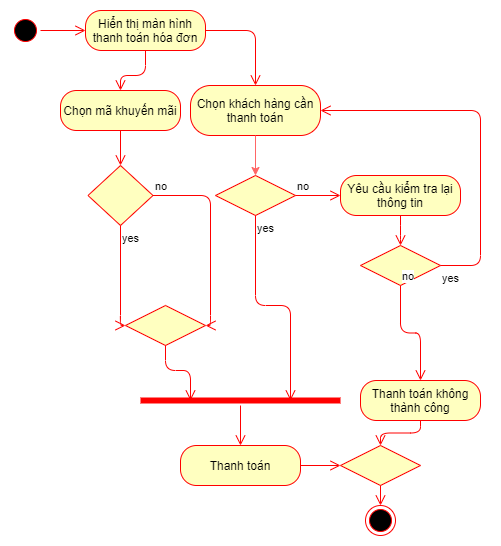 Hiển thị màn hình
thanh toán hóa đơn
Chọn mã khuyến mãi
Chọn khách hàng cần
thanh toán
no
no
Yêu cầu kiểm tra lại
thông tin
yes
yes
no
yes
Thanh toán không
thành công
Thanh toán